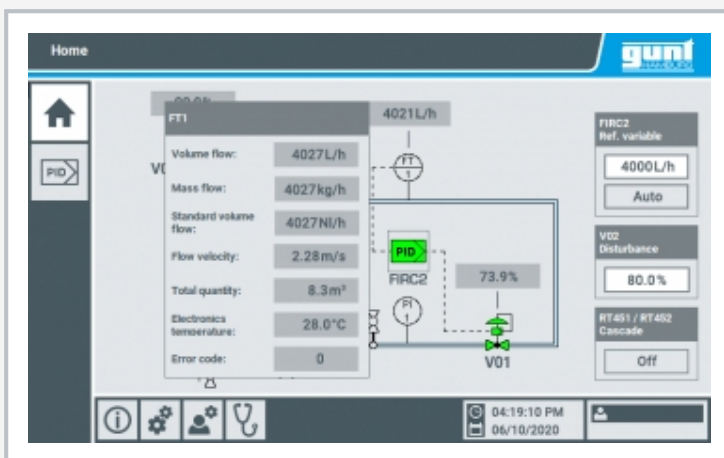 Home
gunt
HAMBURG
FT1
4021L/h
Volume flow: 4027L/h
Mass flow: 4027kg/h
Standard volume flow: 4027Nl/h
Flow velocity: 2.28m/s
Total quantity: 8.3m³
Electronics temperature: 28.0°C
Error code: 0
FT
1
PID
PID
FIRC2
PI
1
73.9%
V01
FIRC2
Ref. variable
4000L/h
Auto
V02
Disturbance
80.0%
RT451 / RT452
Cascade
Off
04:19:10 PM
06/10/2020